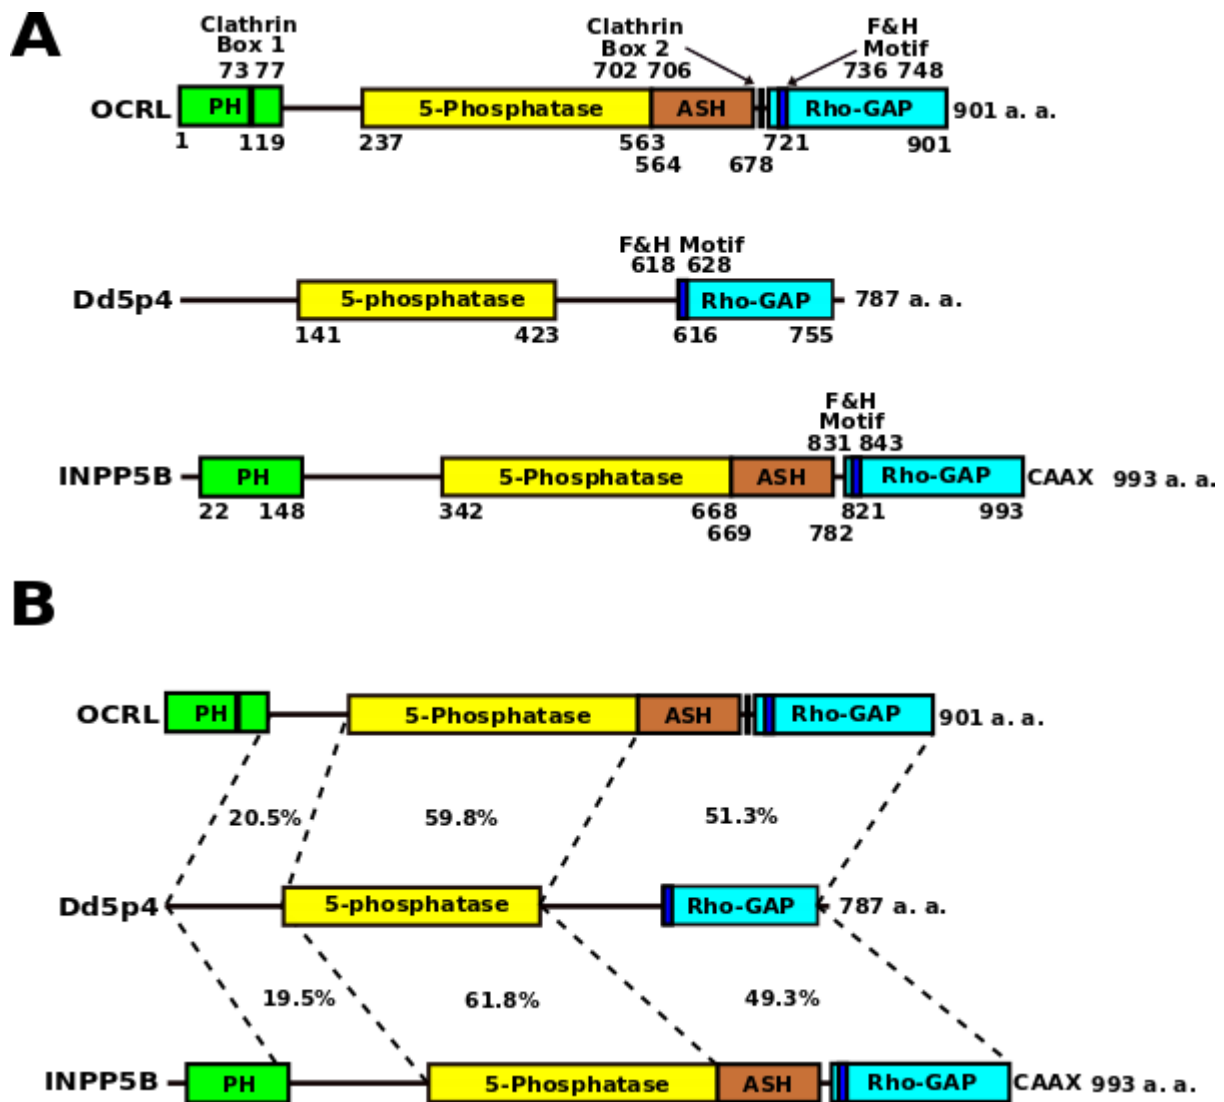 A
Clathrin
Box 1
73 77
Clathrin
Box 2
702 706
F&H
Motif
736 748
OCRL PH 5-Phosphatase ASH Rho-GAP 901 a. a.
1 119 237 563 721 901
564 678
F&H Motif
618 628
Dd5p4 5-phosphatase Rho-GAP 787 a. a.
141 423 616 755
F&H
Motif
831 843
INPP5B PH 5-Phosphatase ASH Rho-GAP CAAX 993 a. a.
22 148 342 668 821 993
669 782
B
OCRL PH 5-Phosphatase ASH Rho-GAP 901 a. a.
20.5% 59.8% 51.3%
Dd5p4 5-phosphatase Rho-GAP 787 a. a.
19.5% 61.8% 49.3%
INPP5B PH 5-Phosphatase ASH Rho-GAP CAAX 993 a. a.